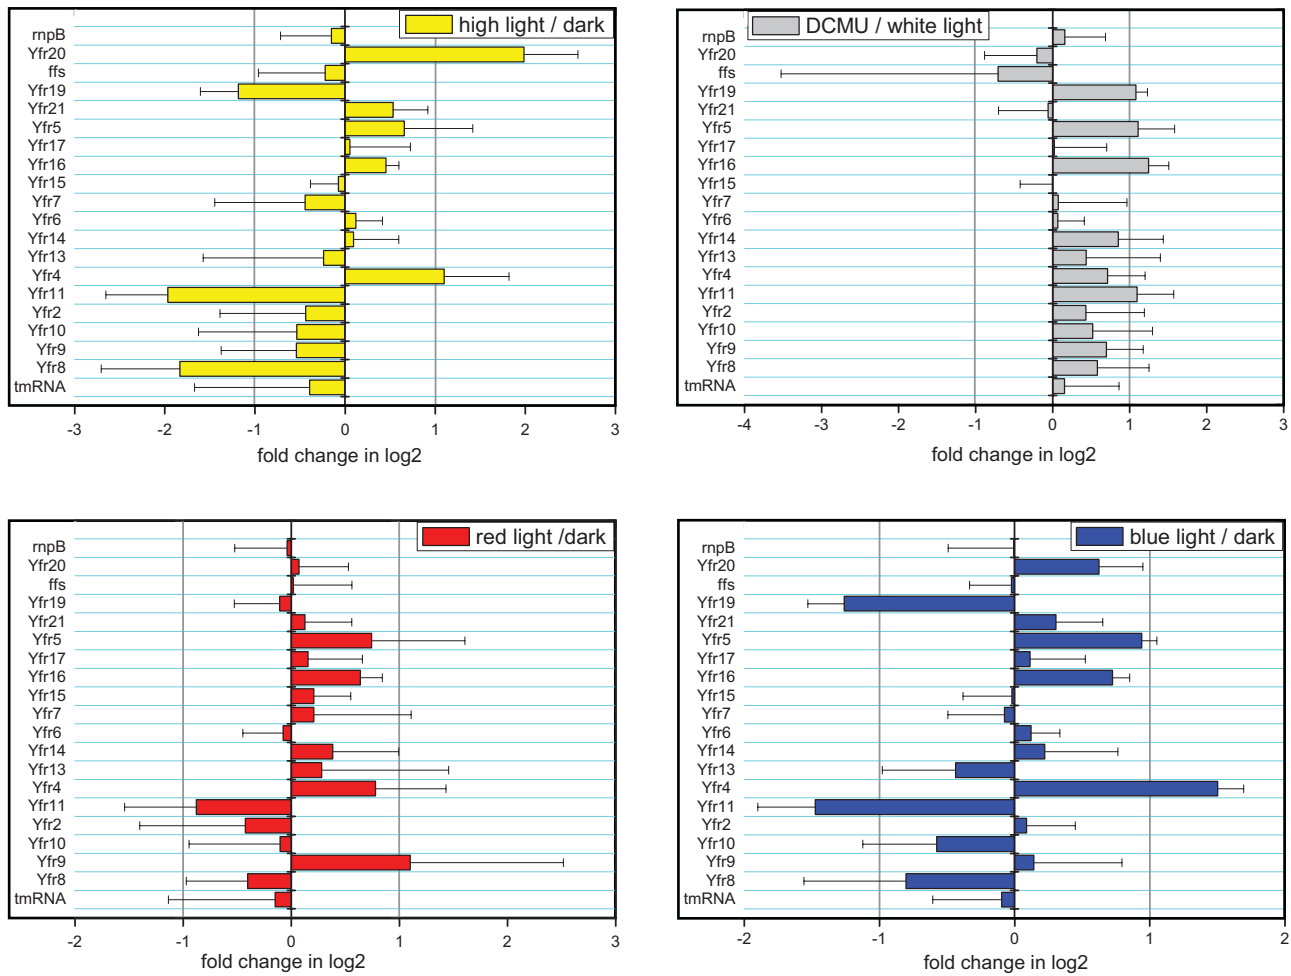 high light / dark
rnpB
Yfr20
ffs
Yfr19
Yfr21
Yfr5
Yfr17
Yfr16
Yfr15
Yfr7
Yfr6
Yfr14
Yfr13
Yfr4
Yfr11
Yfr2
Yfr10
Yfr9
Yfr8
tmRNA
-3 -2 -1 0 1 2 3
fold change in log2
DCMU / white light
rnpB
Yfr20
ffs
Yfr19
Yfr21
Yfr5
Yfr17
Yfr16
Yfr15
Yfr7
Yfr6
Yfr14
Yfr13
Yfr4
Yfr11
Yfr2
Yfr10
Yfr9
Yfr8
tmRNA
-4 -3 -2 -1 0 1 2 3
fold change in log2
red light /dark
rnpB
Yfr20
ffs
Yfr19
Yfr21
Yfr5
Yfr17
Yfr16
Yfr15
Yfr7
Yfr6
Yfr14
Yfr13
Yfr4
Yfr11
Yfr2
Yfr10
Yfr9
Yfr8
tmRNA
-2 -1 0 1 2 3
fold change in log2
blue light / dark
rnpB
Yfr20
ffs
Yfr19
Yfr21
Yfr5
Yfr17
Yfr16
Yfr15
Yfr7
Yfr6
Yfr14
Yfr13
Yfr4
Yfr11
Yfr2
Yfr10
Yfr9
Yfr8
tmRNA
-2 -1 0 1 2
fold change in log2